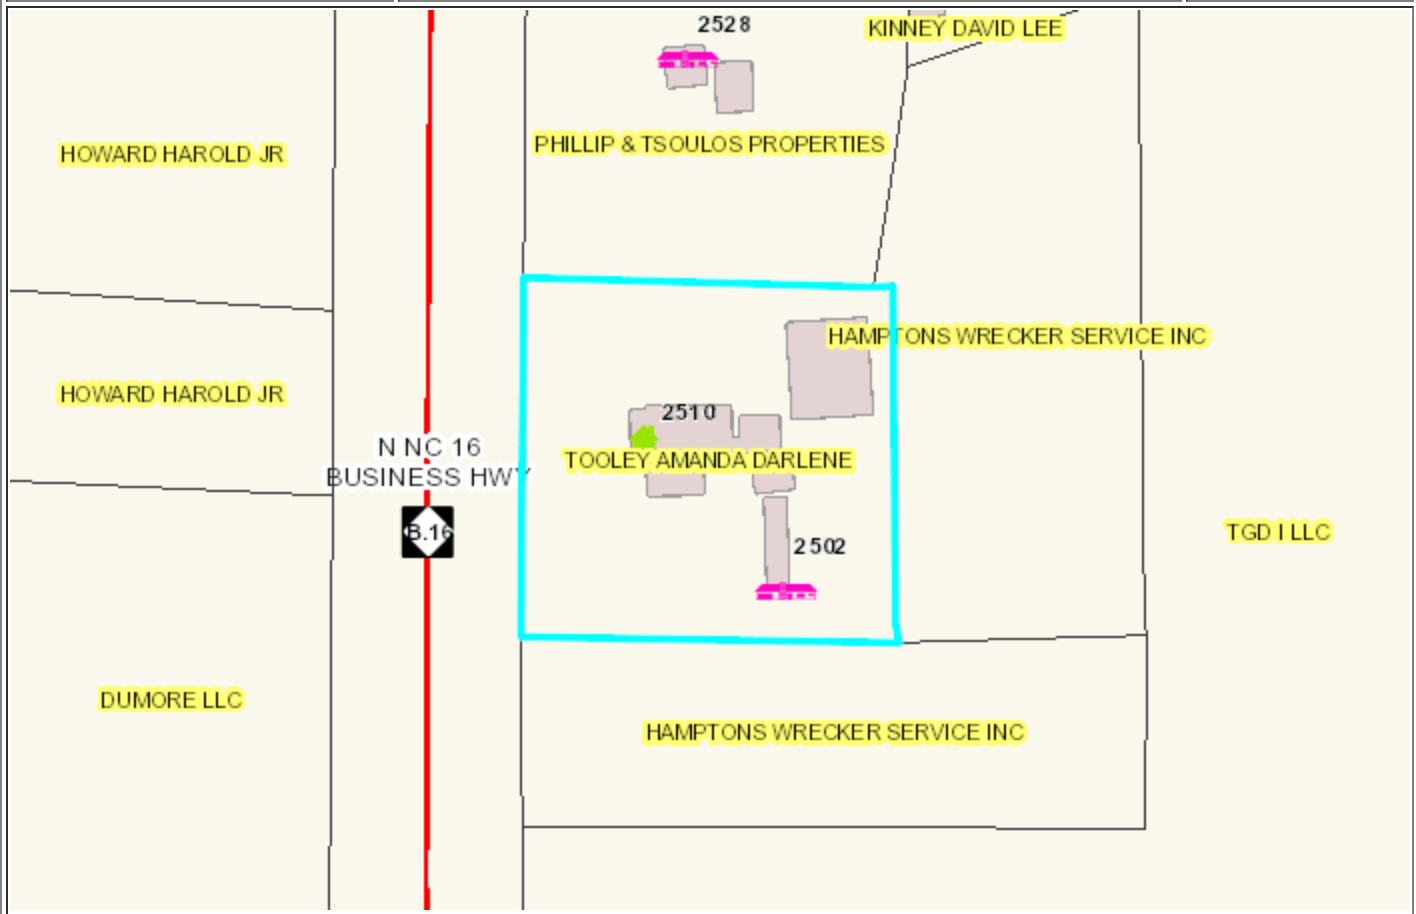 2528
KINNEY DAVID LEE
HOWARD HAROLD JR
PHILLIP & TSOULOS PROPERTIES
HAMPTONS WRECKER SERVICE INC
HOWARD HAROLD JR
2510
N NC 16
BUSINESS HWY
TOOLEY AMANDA DARLENE
B.16
2502
TGD I LLC
DUMORE LLC
HAMPTONS WRECKER SERVICE INC